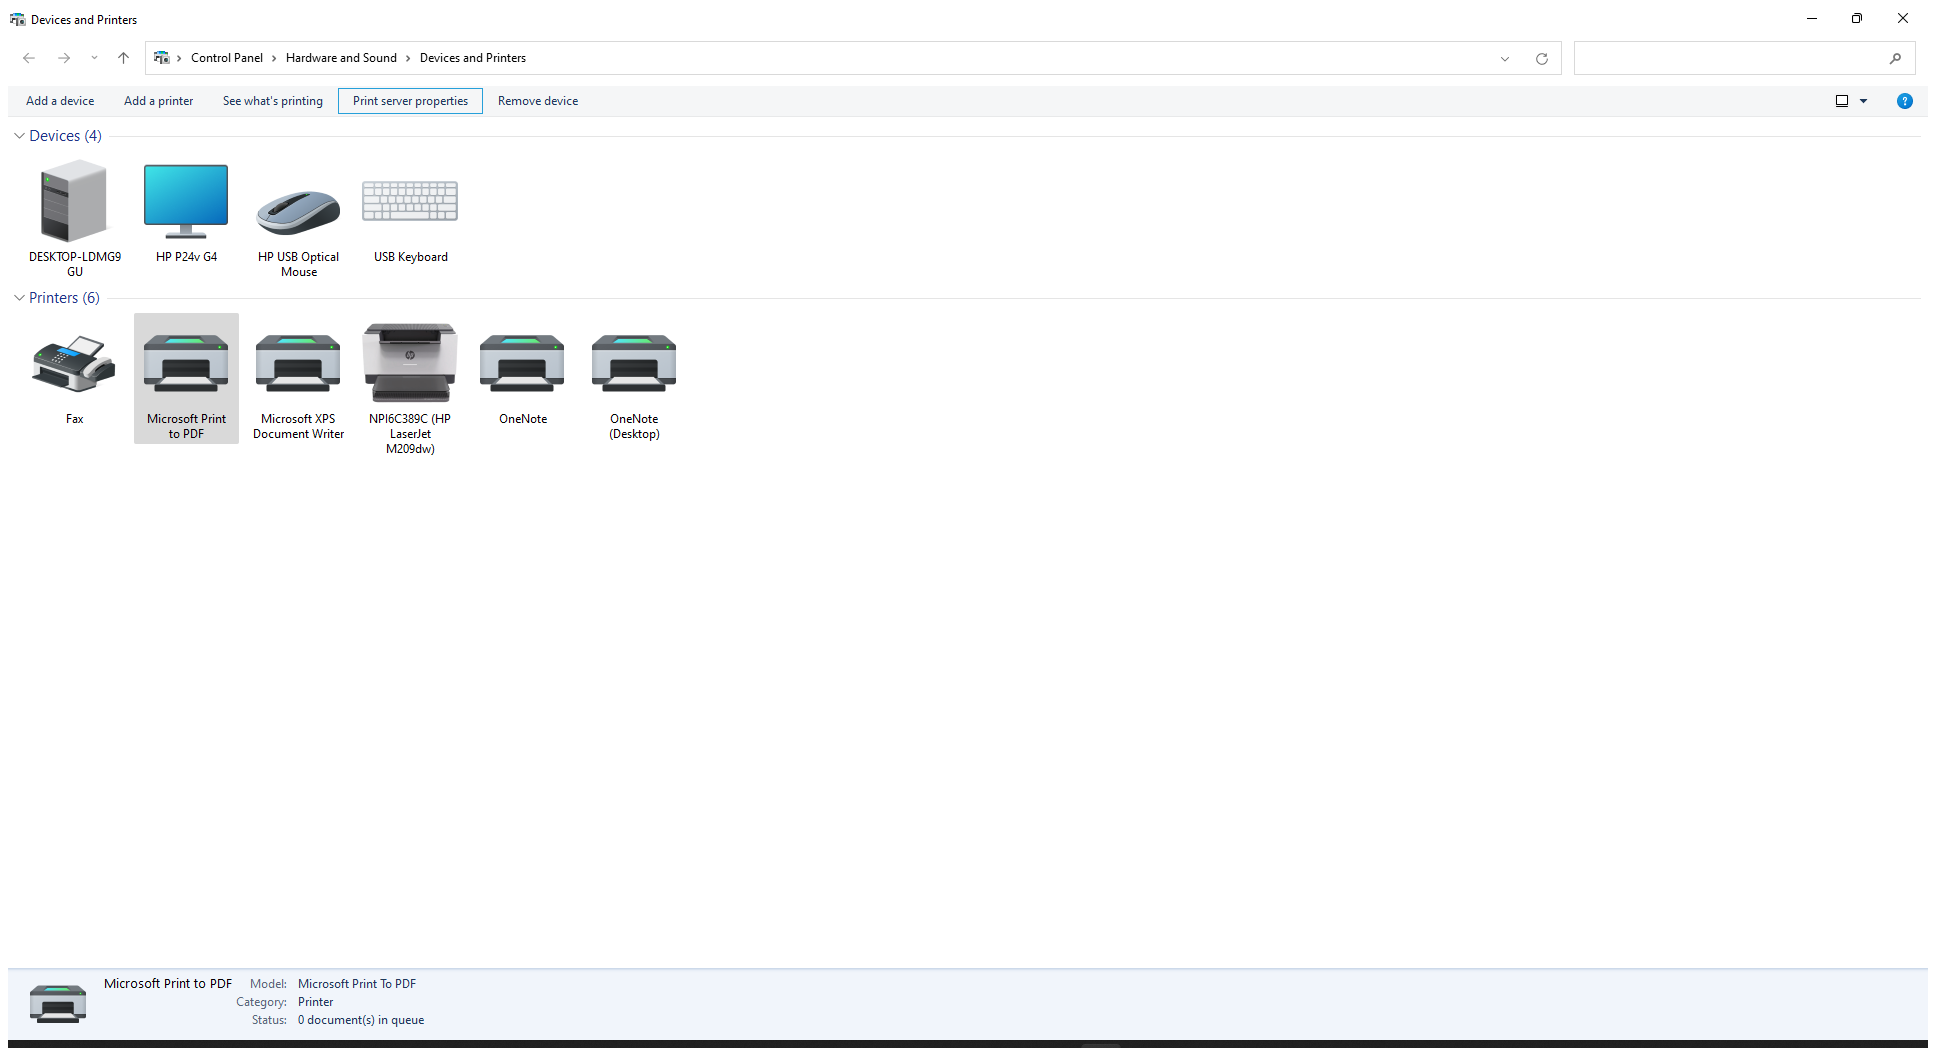 Devices and Printers
Control Panel > Hardware and Sound > Devices and Printers
Add a device Add a printer See what's printing Print server properties Remove device ?
Devices (4)
DESKTOP-LDMG9
GU
HP P24v G4
HP USB Optical
Mouse
USB Keyboard
Printers (6)
Fax
Microsoft Print
to PDF
Microsoft XPS
Document Writer
hp
NPI6C389C (HP
LaserJet
M209dw)
OneNote
OneNote
(Desktop)
Microsoft Print to PDF
Model: Microsoft Print To PDF
Category: Printer
Status: 0 document(s) in queue